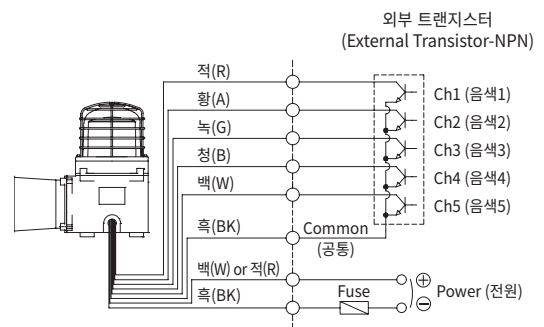 외부 트랜지스터
(External Transistor-NPN)
적(R)
Ch1 (음색1)
황(A)
Ch2 (음색2)
녹(G)
Ch3 (음색3)
청(B)
Ch4 (음색4)
백(W)
Ch5 (음색5)
흑(BK)
Common
(공통)
백(W) or 적(R)
흑(BK)
Fuse
Power (전원)